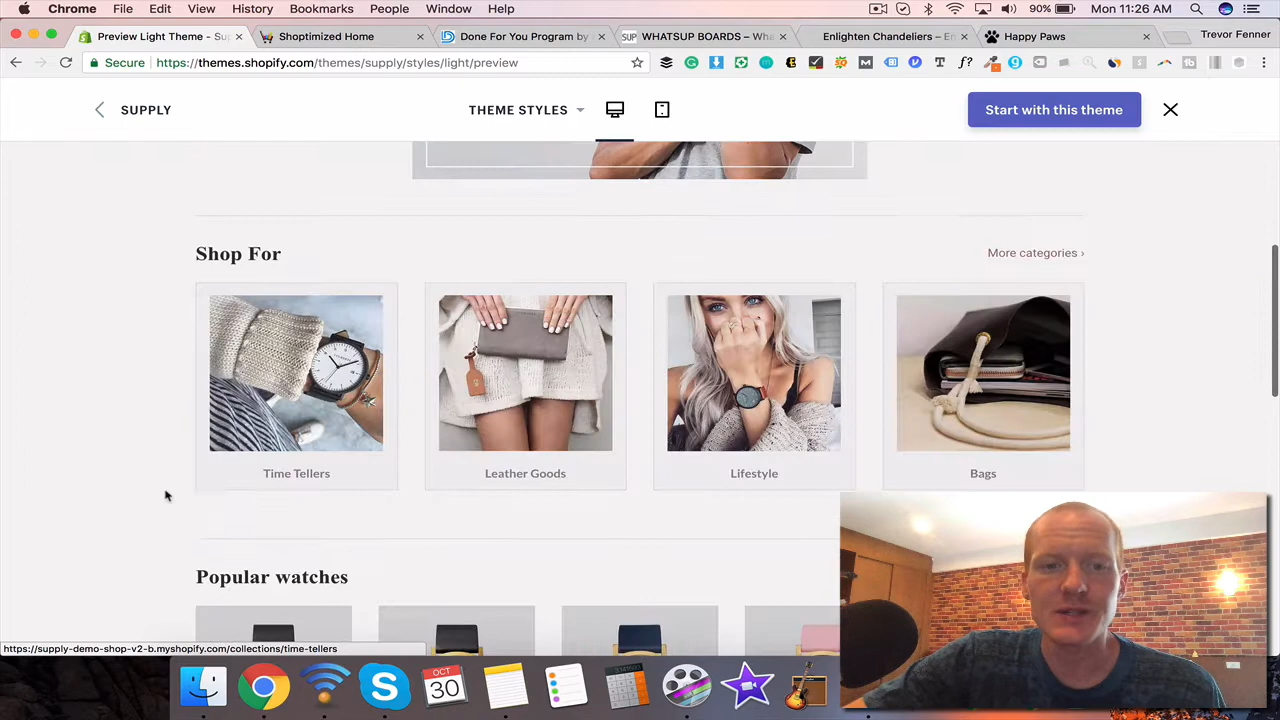 Chrome File Edit View History Bookmarks People Window Help 90% Mon 11:26 AM
Preview Light Theme - Su Shoptimized Home Done For You Program by WHATSUP BOARDS – Wha Enlighten Chandeliers – En Happy Paws Trevor Fenner
Secure https://themes.shopify.com/themes/supply/styles/light/preview
SUPPLY THEME STYLES Start with this theme
Shop For More categories ›
Time Tellers Leather Goods Lifestyle Bags
Popular watches
https://supply-demo-shop-v2-b.myshopify.com/collections/time-tellers
OCT
30